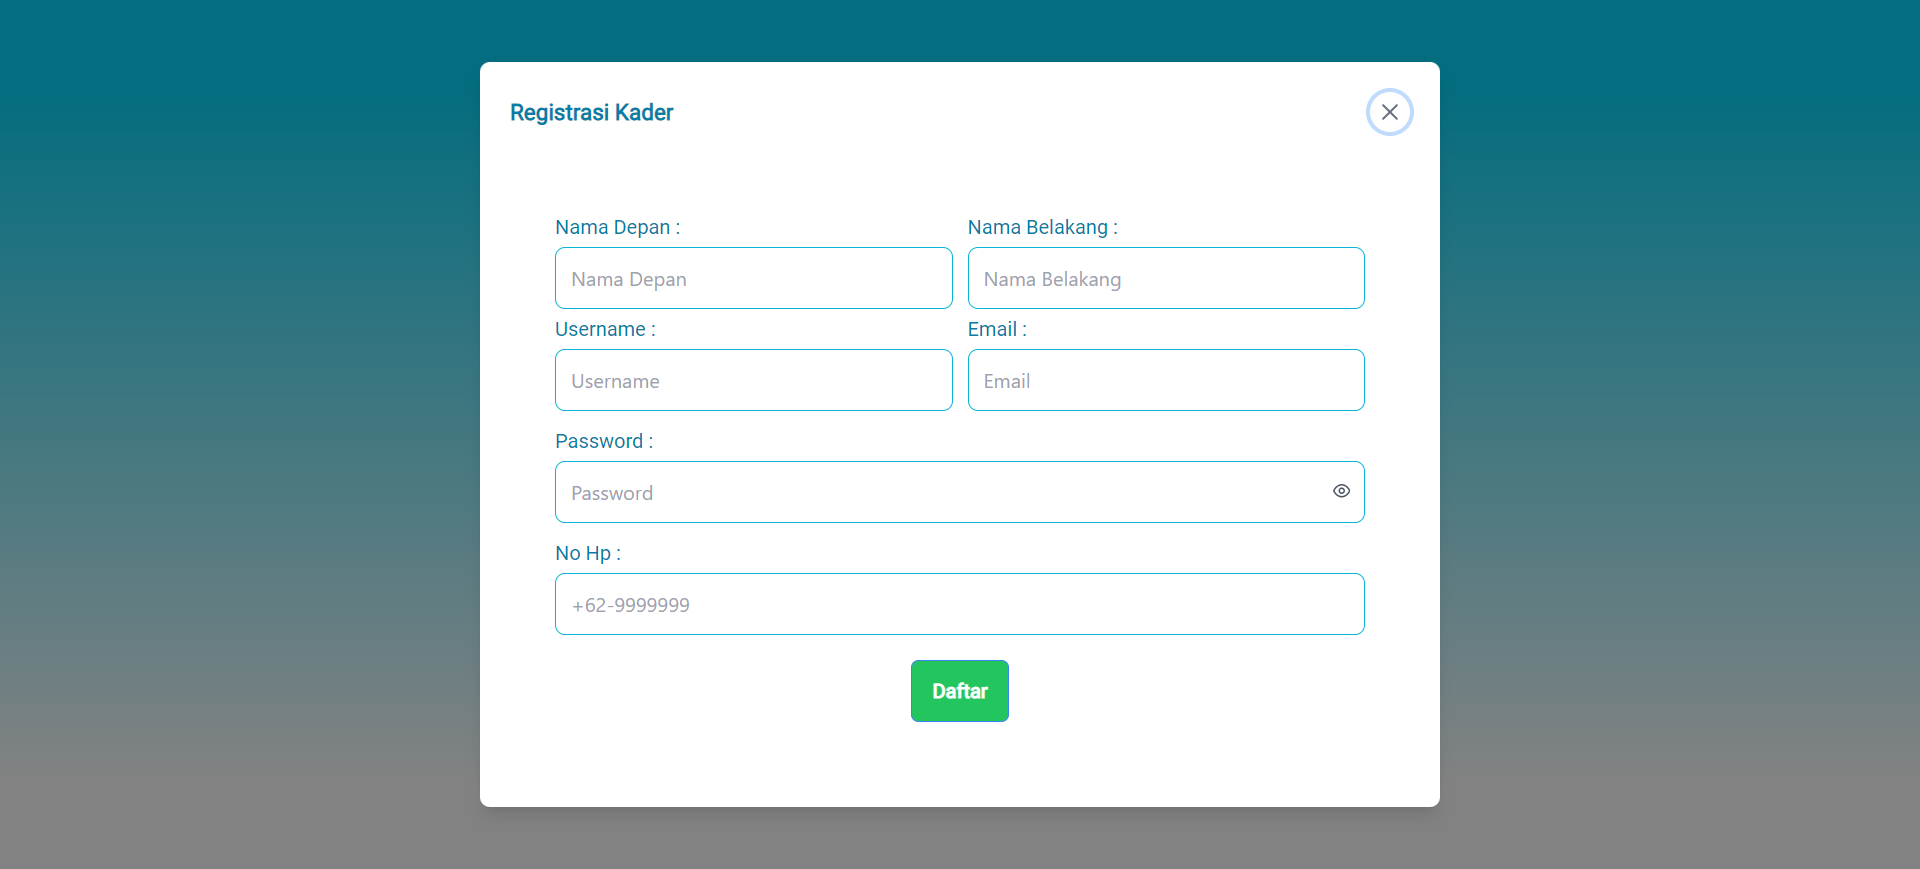 Registrasi Kader
Nama Depan :
Nama Belakang :
Nama Depan
Nama Belakang
Username :
Email :
Username
Email
Password :
Password
No Hp :
+62-9999999
Daftar